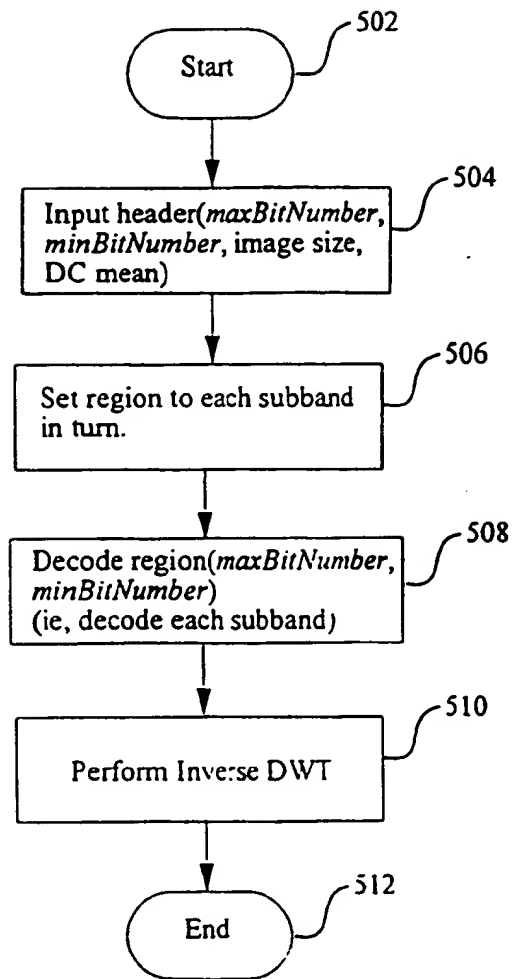 502
Start
504
Input header(maxBitNumber,
minBitNumber, image size,
DC mean)
506
Set region to each subband
in turn.
508
Decode region(maxBitNumber,
minBitNumber)
(ie, decode each subband)
510
Perform Inverse DWT
512
End